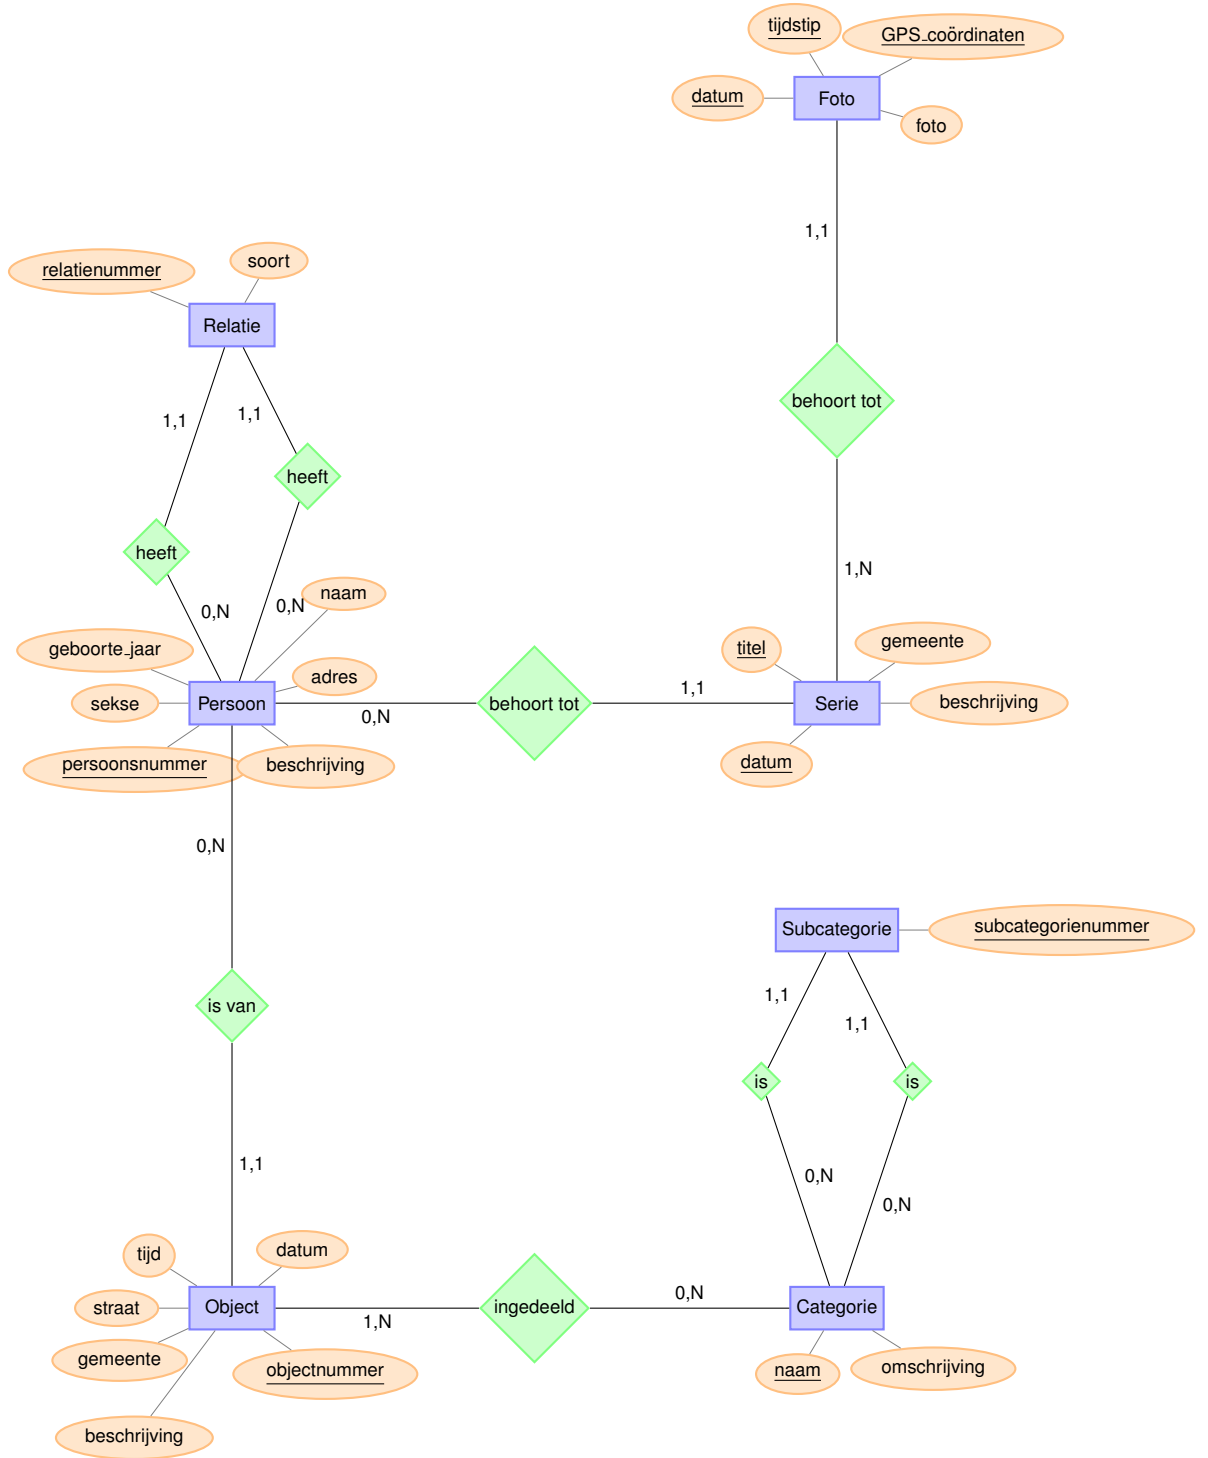 tijdstip
GPS_coördinaten
datum
Foto
foto
1,1
relatienummer
soort
Relatie
behoort tot
1,1
1,1
heeft
heeft
1,N
0,N
0,N
naam
geboorte_jaar
adres
titel
gemeente
sekse
Persoon
0,N
behoort tot
1,1
Serie
beschrijving
persoonsnummer
beschrijving
datum
0,N
Subcategorie
subcategorienummer
is van
1,1
1,1
is
is
1,1
0,N
0,N
tijd
datum
straat
Object
1,N
ingedeeld
0,N
Categorie
gemeente
objectnummer
naam
omschrijving
beschrijving